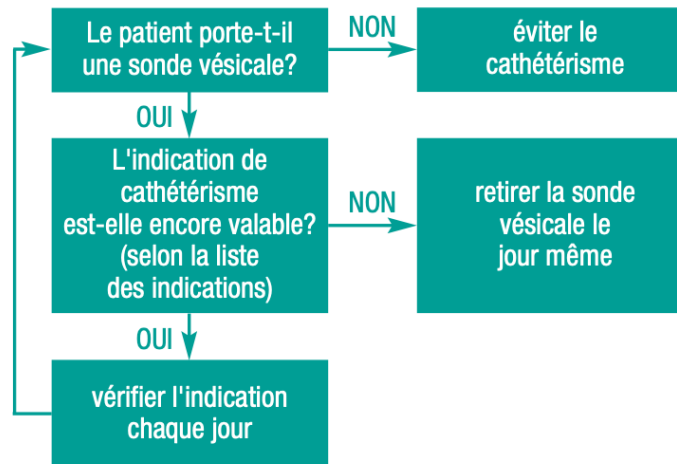 Le patient porte-t-il
une sonde vésicale?
NON
éviter le
cathétérisme
OUI
L'indication de
cathétérisme
est-elle encore valable?
(selon la liste
des indications)
NON
retirer la sonde
vésicale le
jour même
OUI
vérifier l'indication
chaque jour